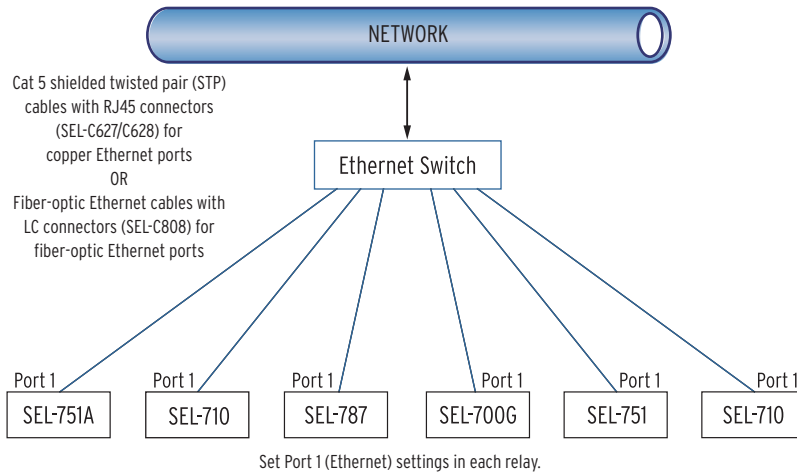 NETWORK
Cat 5 shielded twisted pair (STP)
cables with RJ45 connectors
(SEL-C627/C628) for
copper Ethernet ports
OR
Fiber-optic Ethernet cables with
LC connectors (SEL-C808) for
fiber-optic Ethernet ports
Ethernet Switch
Port 1
SEL-751A
Port 1
SEL-710
Port 1
SEL-787
Port 1
SEL-700G
Port 1
SEL-751
Port 1
SEL-710
Set Port 1 (Ethernet) settings in each relay.